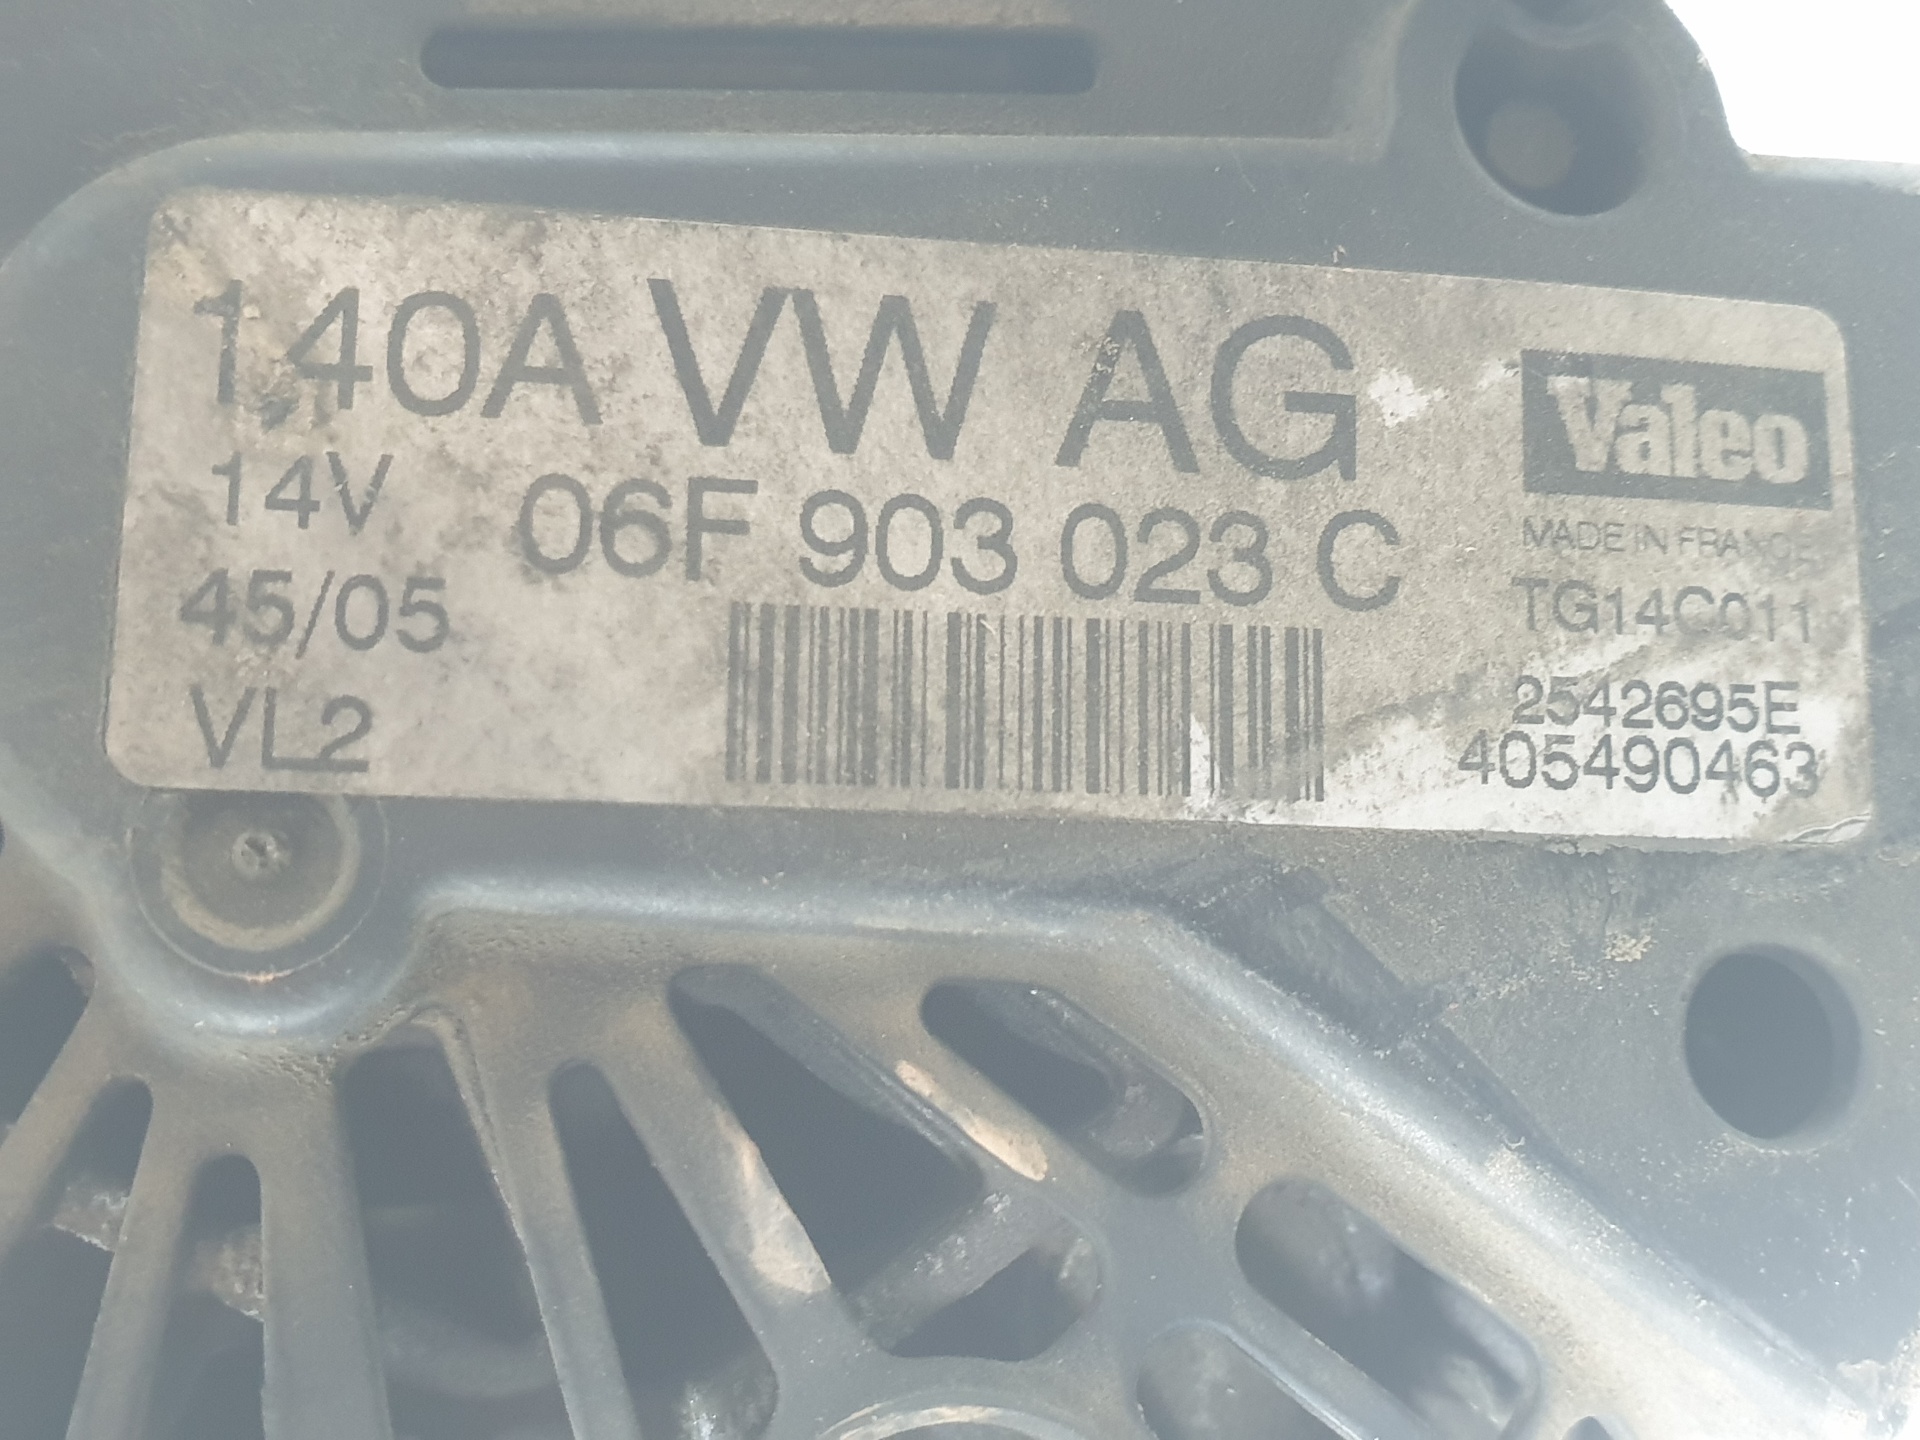 140A VW AG
14V 06F 903 023 C
45/05
VL2
Valeo
MADE IN FRANCE
TG14C011
2542695E
405490463